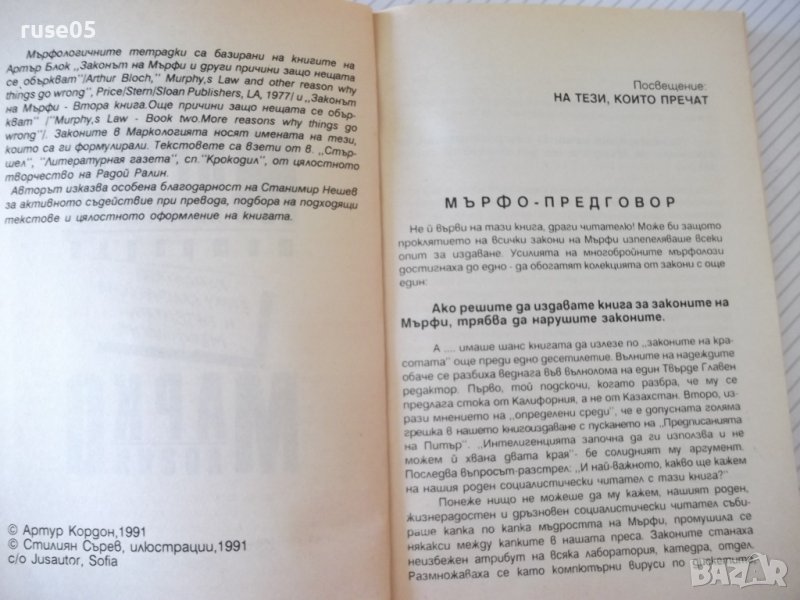 ruse05
Мърфологичните тетрадки са базирани на книгите на
Артър Блок „Законът на Мърфи и други причини защо нещата
се объркват"/Arthur Bloch," Murphy,s Law and other reason why
things go wrong", Price/Stern/Sloan Publishers, LA, 1977/ и „Законът
на Мърфи - Втора книга.Още причини защо нещата се обър-
кват" /"Murphy,s Law - Book two.More reasons why things go
wrong"/. Законите в Маркологията носят имената на тези,
които са ги формулирали. Текстовете са взети от в. „Стър-
шел", "Литературная газета", сп."Крокодил", от цялостното
творчество на Радой Ралин.
Авторът изказва особена благодарност на Станимир Нешев
за активното съдействие при превода, подбора на подходящи
текстове и цялостното оформление на книгата.
© Артур Кордон,1991
© Стилиян Сърев, илюстрации,1991
c/o Jusautor, Sofia
Посвещение:
НА ТЕЗИ, КОИТО ПРЕЧАТ
МЪРФО-ПРЕДГОВОР
Не ѝ върви на тази книга, драги читателю! Може би защото
проклятието на всички закони на Мърфи изпепеляваше всеки
опит за издаване. Усилията на многобройните мърфолози
достигнаха до едно - да обогатят колекцията от закони с още
един:
Ако решите да издавате книга за законите на
Мърфи, трябва да нарушите законите.
А .... имаше шанс книгата да излезе по „законите на кра-
сотата" още преди едно десетилетие. Вълните на надеждите
обаче се разбиха веднага във вълнолома на един Твърде Главен
редактор. Първо, той подскочи, когато разбра, че му се
предлага стока от Калифорния, а не от Казахстан. Второ, из-
рази мнението на „определени среди", че е допусната голяма
грешка в нашето книгоиздаване с пускането на „Предписанията
на Питър". „Интелигенцията започна да ги използва и не
можем ѝ хвана двата края"- бе солидният му аргумент.
Последва въпросът-разстрел: „И най-важното, какво ще кажем
на нашия роден социалистически читател с тази книга?"
Понеже нищо не можеше да му кажем, нашият роден,
жизнерадостен и дръзновен социалистически читател съби-
раше капка по капка мъдростта на Мърфи, промушила се
някакси между капките в нашата преса. Законите станаха
неизбежен атрибут на всяка лаборатория, катедра, отдел.
Размножаваха се като компютърни вируси по дискетите,
BAZAR